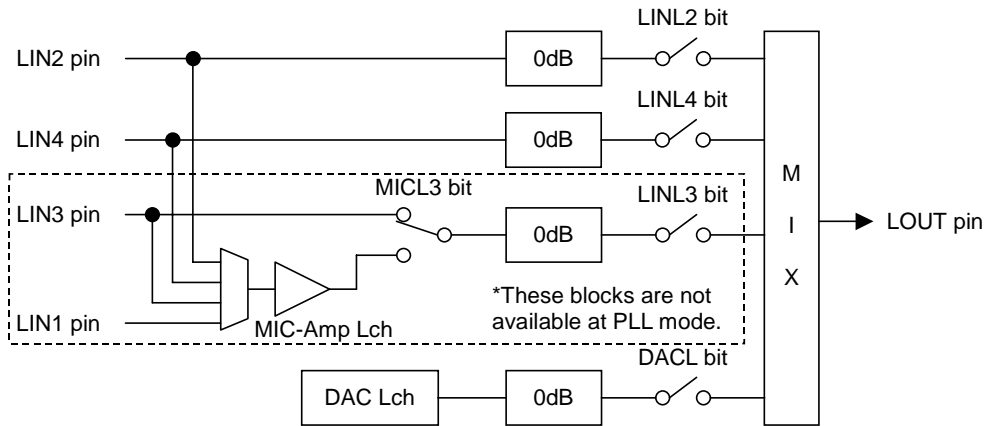 LINL2 bit
LIN2 pin
0dB
LINL4 bit
LIN4 pin
0dB
MICL3 bit
LINL3 bit
LIN3 pin
0dB
M
I
X
LOUT pin
*These blocks are not
available at PLL mode.
LIN1 pin
MIC-Amp Lch
DACL bit
DAC Lch
0dB